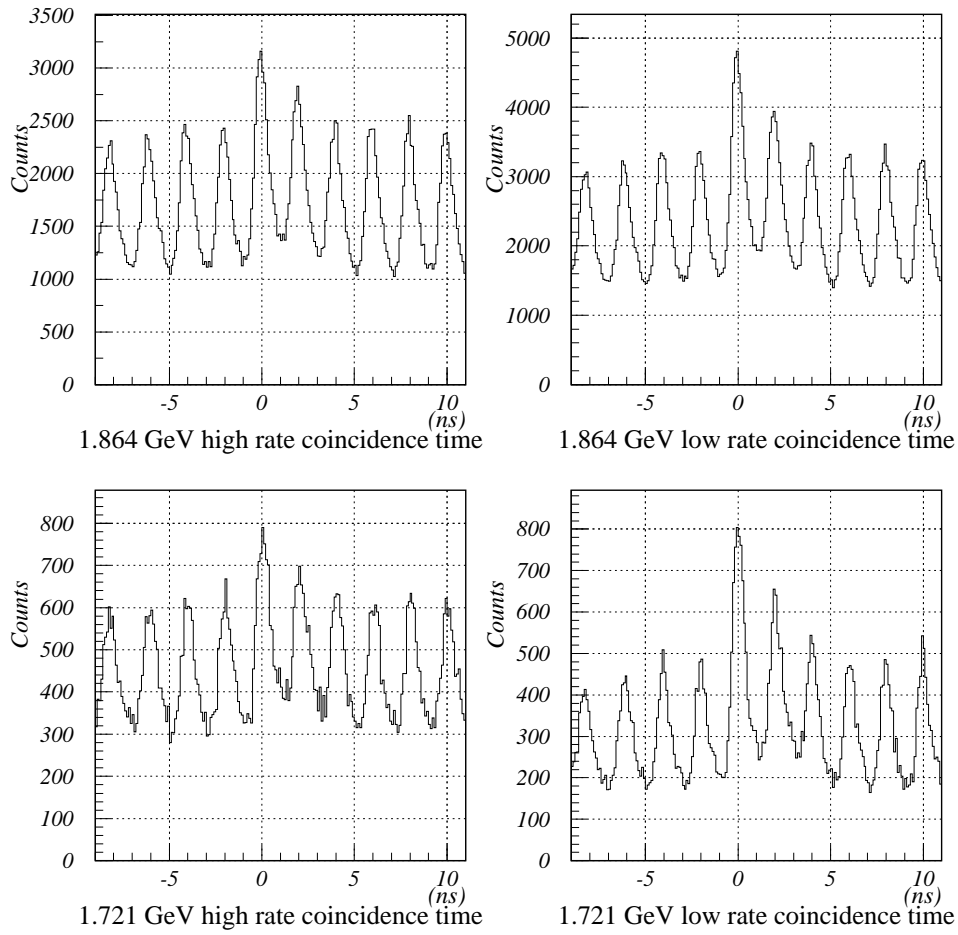 3500
3000
2500
2000
1500
1000
500
0
Counts
-5 0 5 10
(ns)
1.864 GeV high rate coincidence time
5000
4000
3000
2000
1000
0
Counts
-5 0 5 10
(ns)
1.864 GeV low rate coincidence time
800
700
600
500
400
300
200
100
0
Counts
-5 0 5 10
(ns)
1.721 GeV high rate coincidence time
800
700
600
500
400
300
200
100
0
Counts
-5 0 5 10
(ns)
1.721 GeV low rate coincidence time